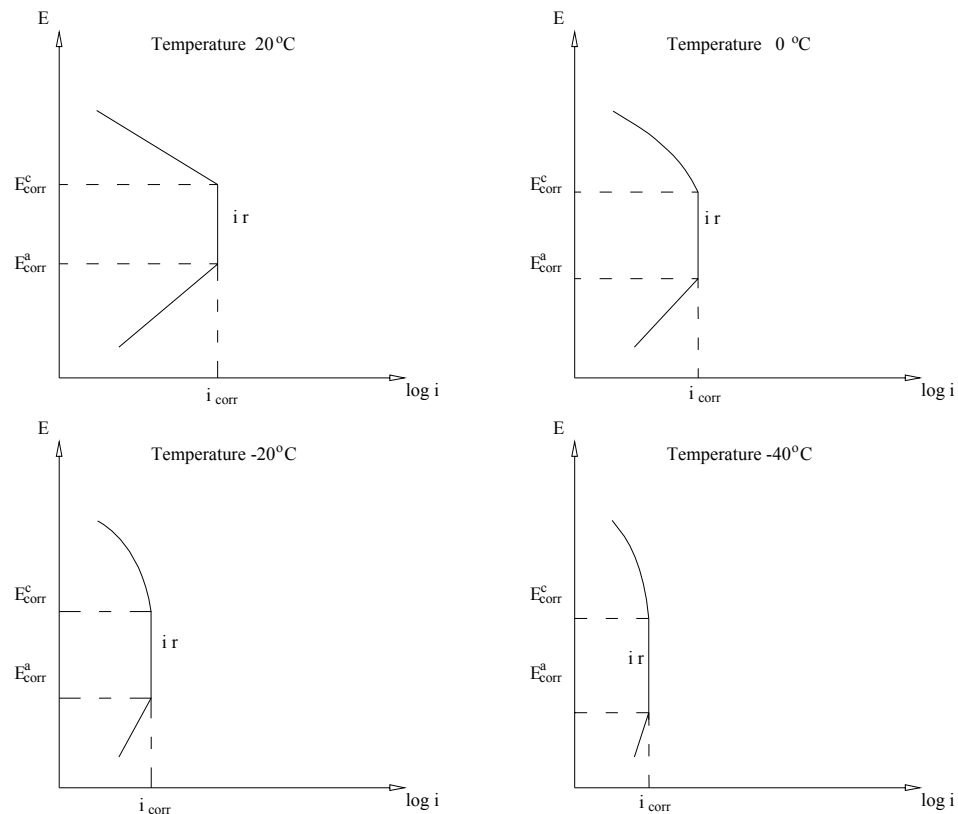 E
Temperature 20°C
E^c_corr
i r
E^a_corr
i corr
log i
E
Temperature 0 °C
E^c_corr
i r
E^a_corr
i corr
log i
E
Temperature -20°C
E^c_corr
i r
E^a_corr
i corr
log i
E
Temperature -40°C
E^c_corr
i r
E^a_corr
i corr
log i